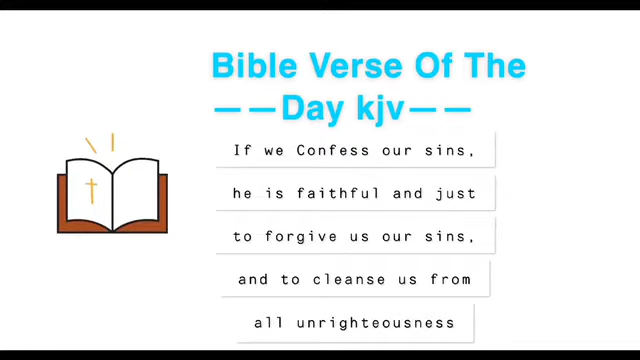 Bible Verse Of The
——Day kjv——
If we Confess our sins,
he is faithful and just
to forgive us our sins,
and to cleanse us from
all unrighteousness